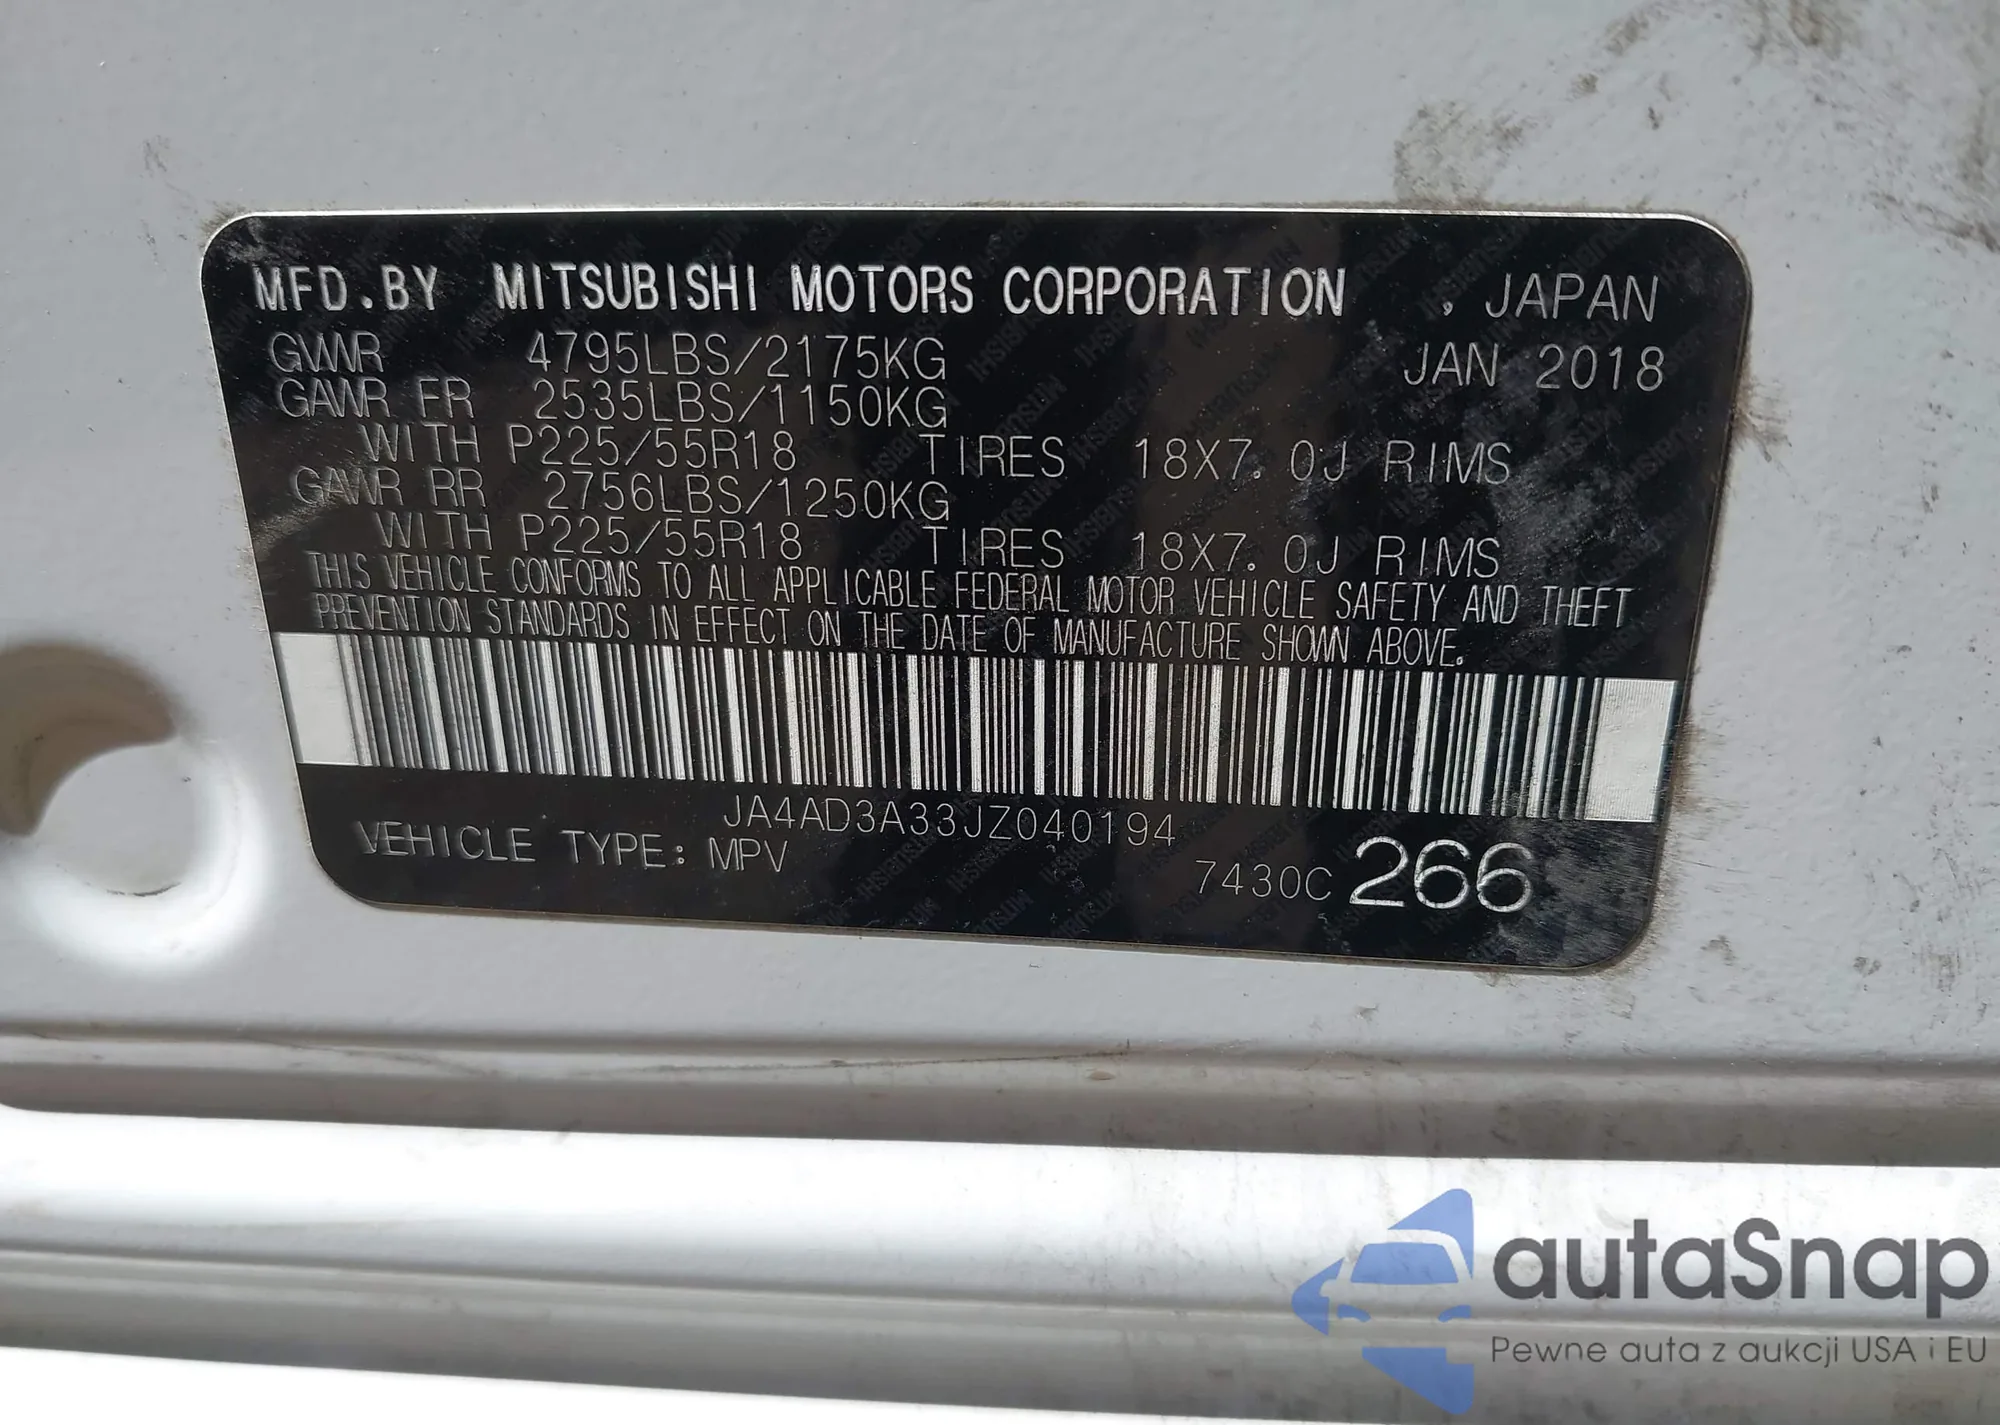 MFD.BY MITSUBISHI MOTORS CORPORATION , JAPAN
GVWR 4795LBS/2175KG JAN 2018
GAWR FR 2535LBS/1150KG
WITH P225/55R18 TIRES 18X7.0J RIMS
GAWR RR 2756LBS/1250KG
WITH P225/55R18 TIRES 18X7.0J RIMS
THIS VEHICLE CONFORMS TO ALL APPLICABLE FEDERAL MOTOR VEHICLE SAFETY AND THEFT
PREVENTION STANDARDS IN EFFECT ON THE DATE OF MANUFACTURE SHOWN ABOVE.
JA4AD3A33JZ040194
VEHICLE TYPE: MPV 7430C 266
autaSnap
Pewne auta z aukcji USA i EU